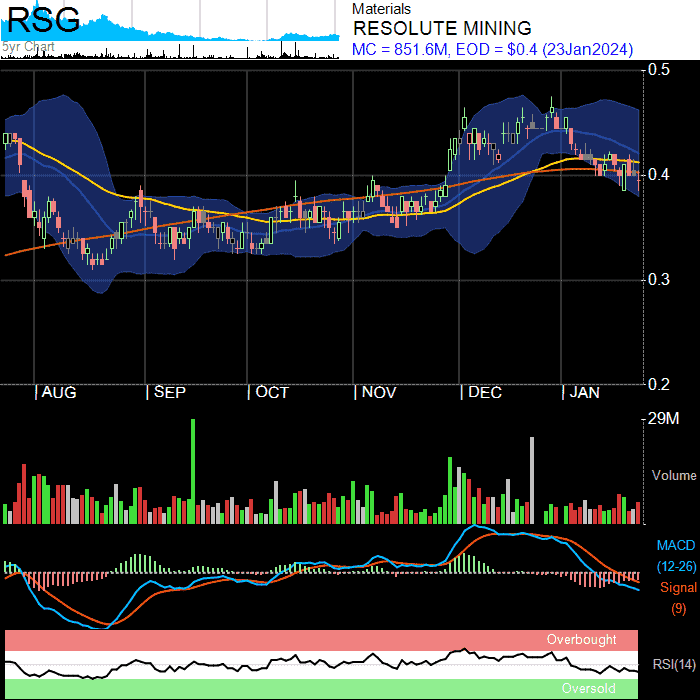 RSG
5yr Chart
Materials
RESOLUTE MINING
MC = 851.6M, EOD = $0.4 (23Jan2024)
0.5
0.4
0.3
0.2
AUG SEP OCT NOV DEC JAN
29M
Volume
MACD
(12-26)
Signal
(9)
Overbought
RSI(14)
Oversold